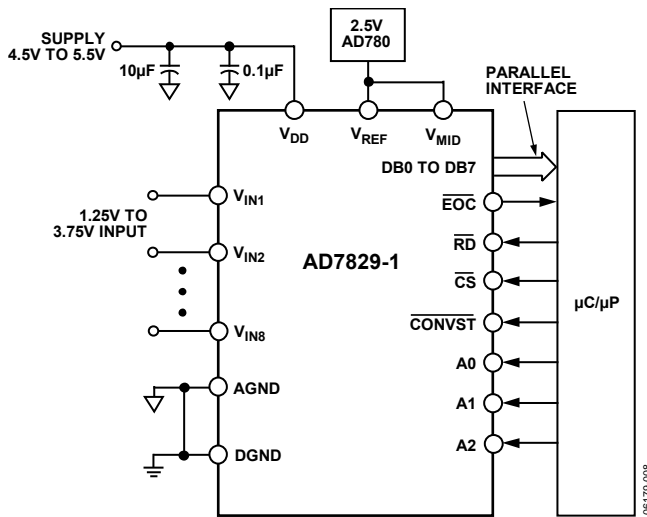 SUPPLY
4.5V TO 5.5V
10µF
0.1µF
2.5V
AD780
PARALLEL
INTERFACE
VDD
VREF
VMID
DB0 TO DB7
VIN1
EOC
1.25V TO
3.75V INPUT
RD
VIN2
AD7829-1
CS
µC/µP
VIN8
CONVST
A0
AGND
A1
DGND
A2
06179-008